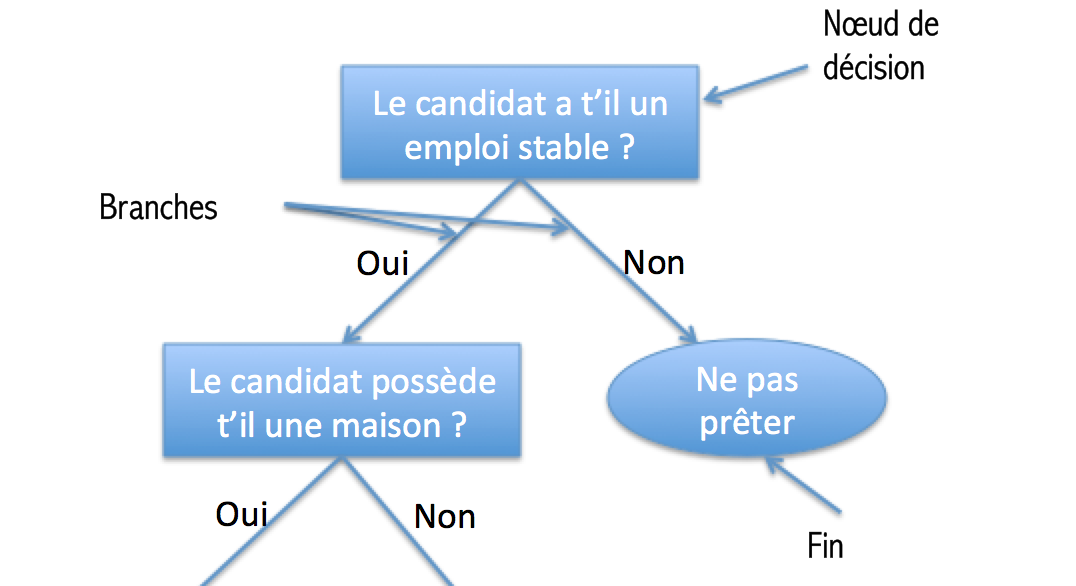 Nœud de
décision
Le candidat a t’il un
emploi stable ?
Branches
Oui
Non
Le candidat possède
t’il une maison ?
Ne pas
prêter
Oui
Non
Fin